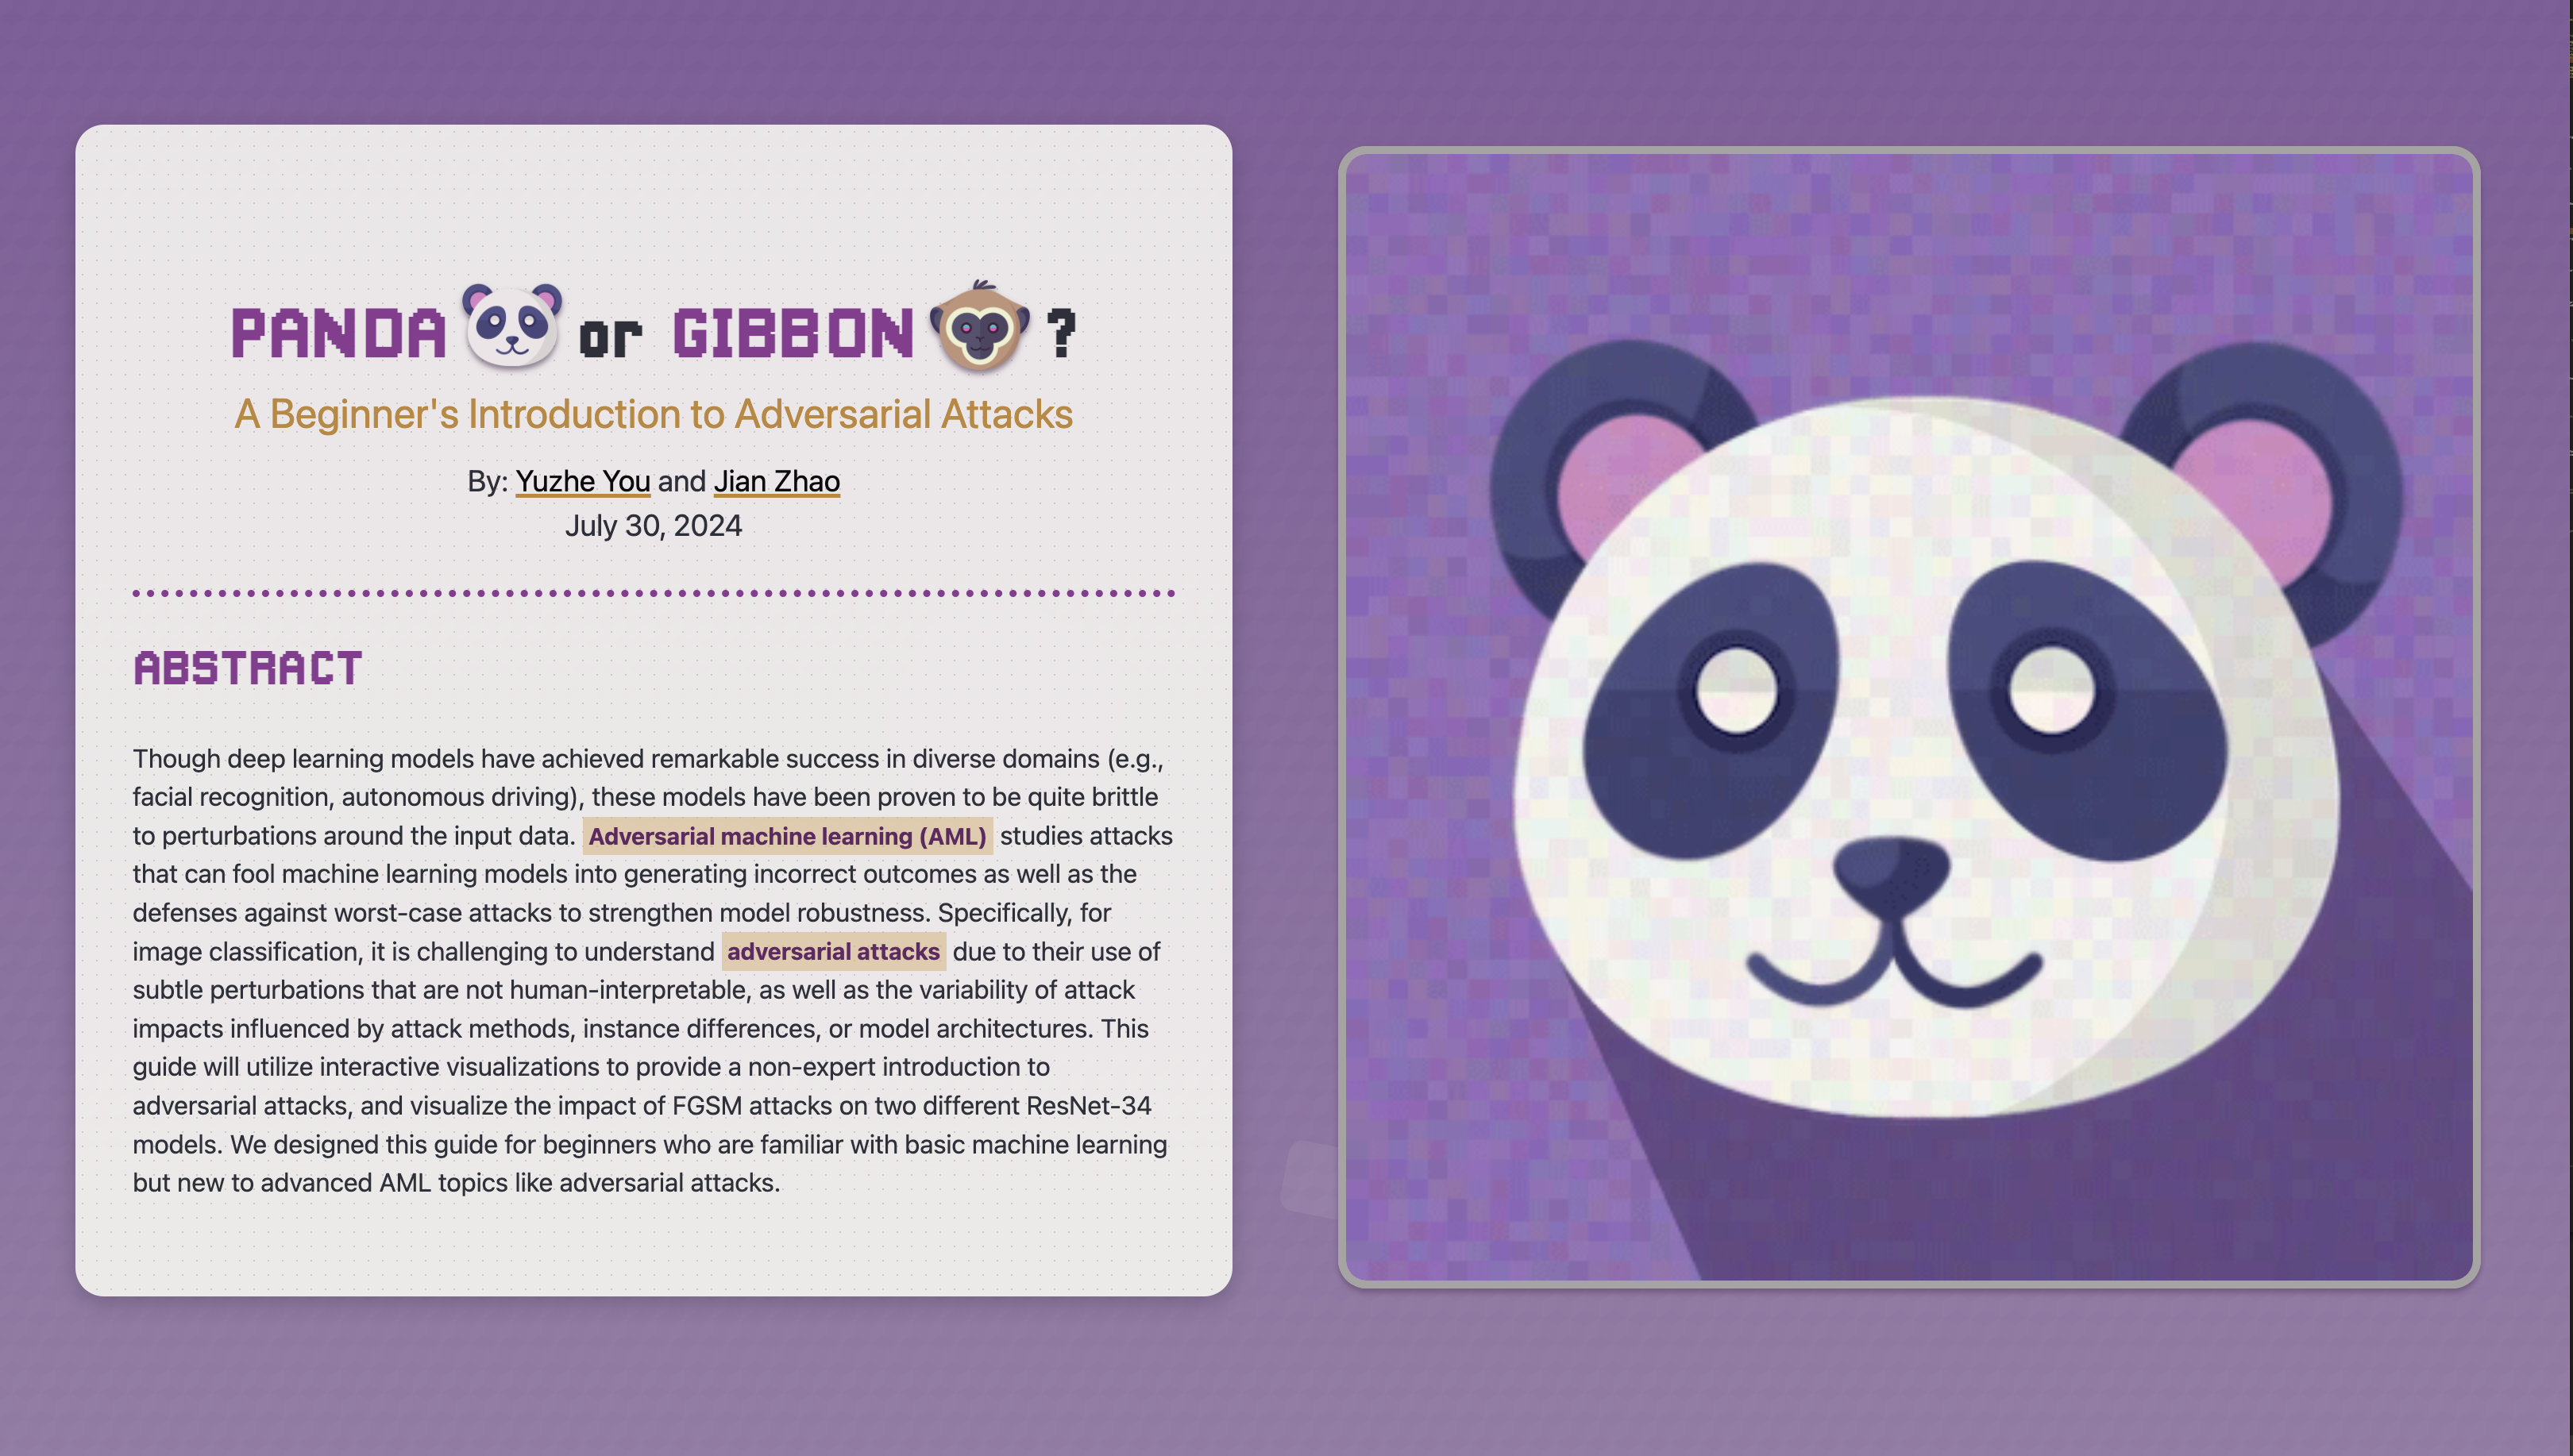 PANDA or GIBBON ?
A Beginner's Introduction to Adversarial Attacks
By: Yuzhe You and Jian Zhao
July 30, 2024
ABSTRACT
Though deep learning models have achieved remarkable success in diverse domains (e.g.,
facial recognition, autonomous driving), these models have been proven to be quite brittle
to perturbations around the input data. Adversarial machine learning (AML) studies attacks
that can fool machine learning models into generating incorrect outcomes as well as the
defenses against worst-case attacks to strengthen model robustness. Specifically, for
image classification, it is challenging to understand adversarial attacks due to their use of
subtle perturbations that are not human-interpretable, as well as the variability of attack
impacts influenced by attack methods, instance differences, or model architectures. This
guide will utilize interactive visualizations to provide a non-expert introduction to
adversarial attacks, and visualize the impact of FGSM attacks on two different ResNet-34
models. We designed this guide for beginners who are familiar with basic machine learning
but new to advanced AML topics like adversarial attacks.